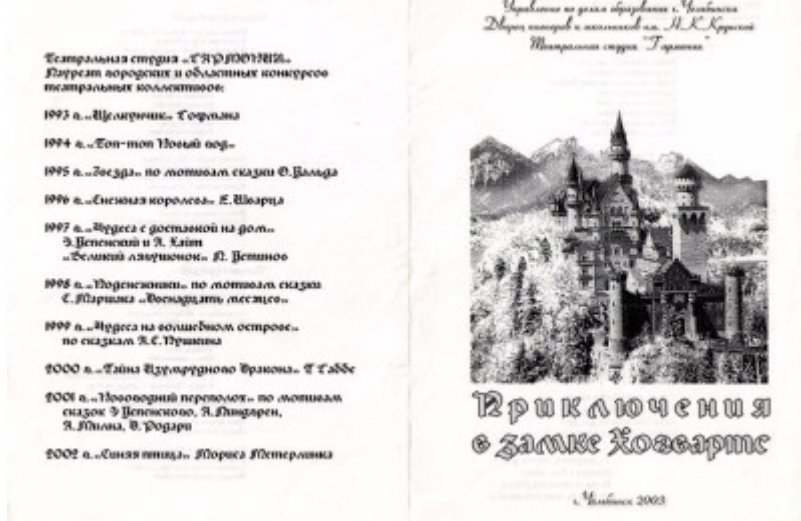 Театральная студия „ГАРМОНИЯ“
Лауреат городских и областных конкурсов
театральных коллективов:
1993 г. „Щелкунчик“ Гофмана
1994 г. „Топ-топ Новый год“
1995 г. „Звезда“ по мотивам сказки О.Уальда
1996 г. „Снежная королева“ Е.Шварца
1997 г. „Чудеса с доставкой на дом“
Э.Успенский и А. Хайт
„Великий лягушонок“ Л. Устинов
1998 г. „Подснежники“ по мотивам сказки
С.Маршака „Двенадцать месяцев“
1999 г. „Чудеса на волшебном острове“
по сказкам А.С.Пушкина
2000 г. „Тайна Изумрудного Дракона“ Т Габбе
2001 г. „Новогодний переполох“ по мотивам
сказок Э Успенского, А.Линдгрен,
А.Милна, Д.Родари
2002 г. „Синяя птица“ Мориса Метерлинка
Управление по делам образования г. Челябинска
Дворец пионеров и школьников им. Н.К.Крупской
Театральная студия "Гармония"
Приключения
в замке Хогвартс
г. Челябинск 2003